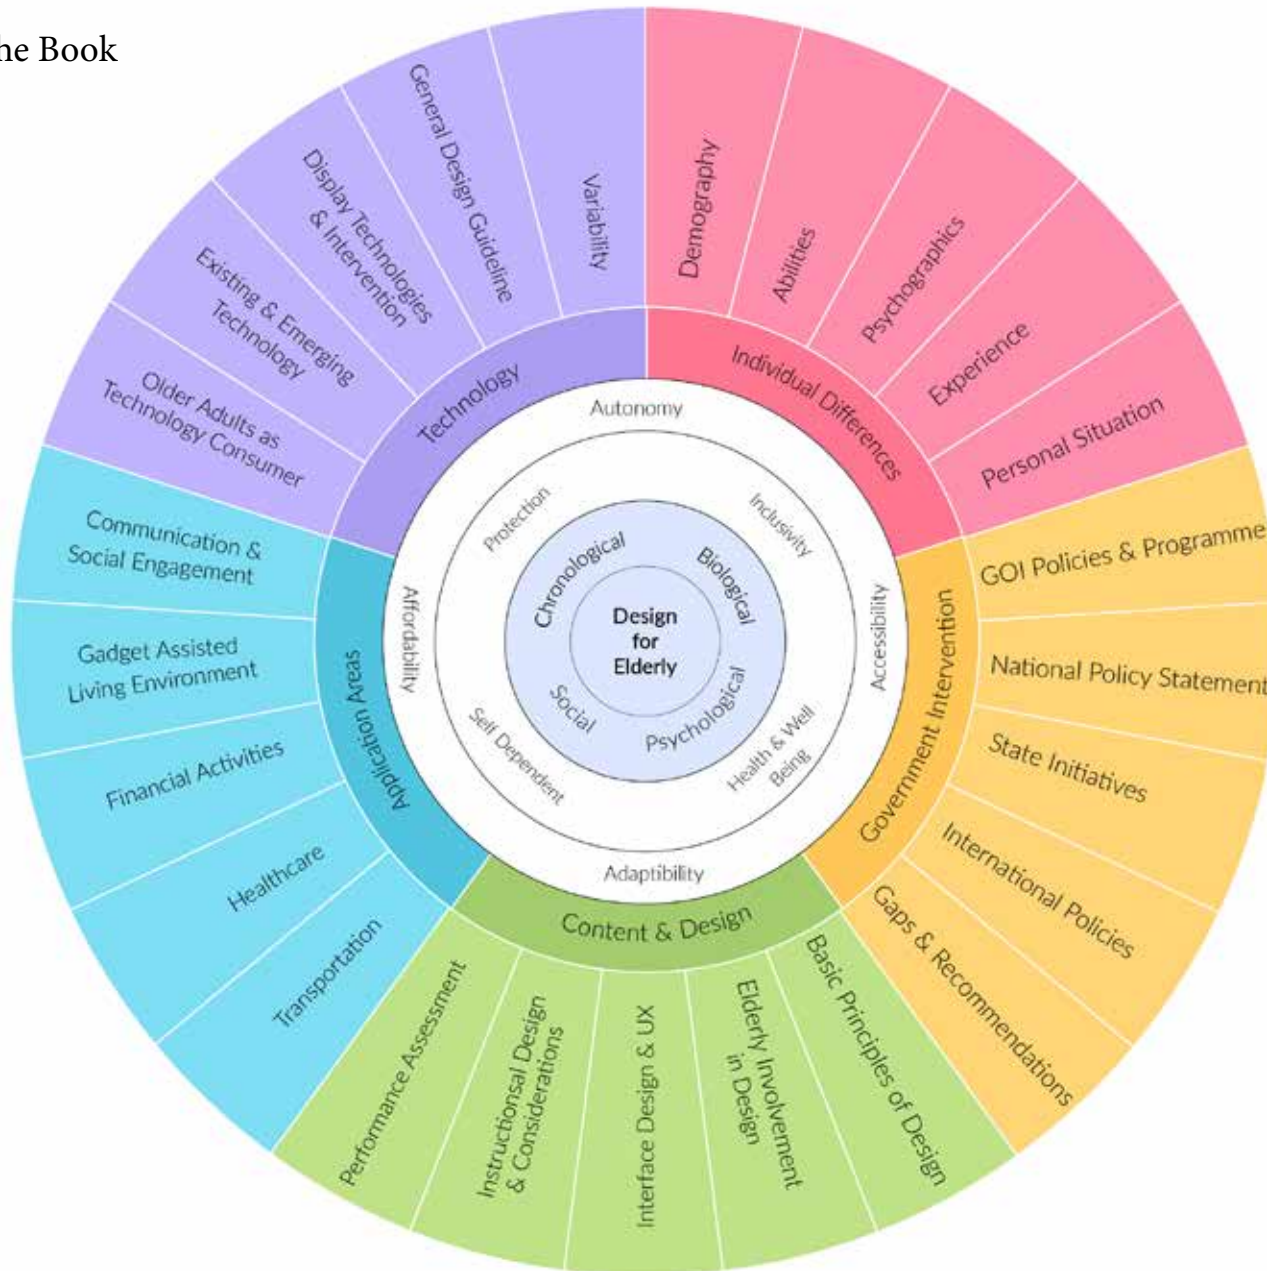 he Book
Demography
Abilities
Psychographics
Experience
Personal Situation
Individual Differences
GOI Policies & Programme
National Policy Statement
State Initiatives
International Policies
Gaps & Recommendations
Government Intervention
Basic Principles of Design
Elderly Involvement
in Design
Interface Design & UX
Instructionsal Design
& Considerations
Performance Assessment
Content & Design
Transportation
Healthcare
Financial Activities
Gadget Assisted
Living Environment
Communication &
Social Engagement
Application Areas
Older Adults as
Technology Consumer
Existing & Emerging
Technology
Display Technologies
& Intervention
General Design Guideline
Variability
Technology
Autonomy
Accessibility
Adaptibility
Affordability
Protection
Inclusivity
Health & Well
Being
Self Dependent
Chronological
Biological
Psychological
Social
Design
for
Elderly